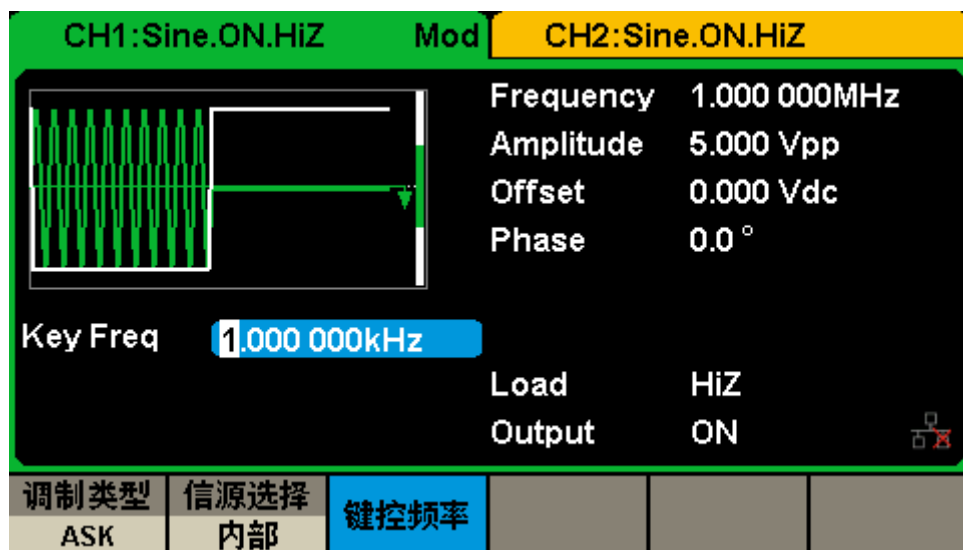 CH1:Sine.ON.HiZ Mod CH2:Sine.ON.HiZ
Frequency 1.000 000MHz
Amplitude 5.000 Vpp
Offset 0.000 Vdc
Phase 0.0 °
Key Freq 1.000 000kHz
Load HiZ
Output ON
调制类型 信源选择 键控频率
ASK 内部